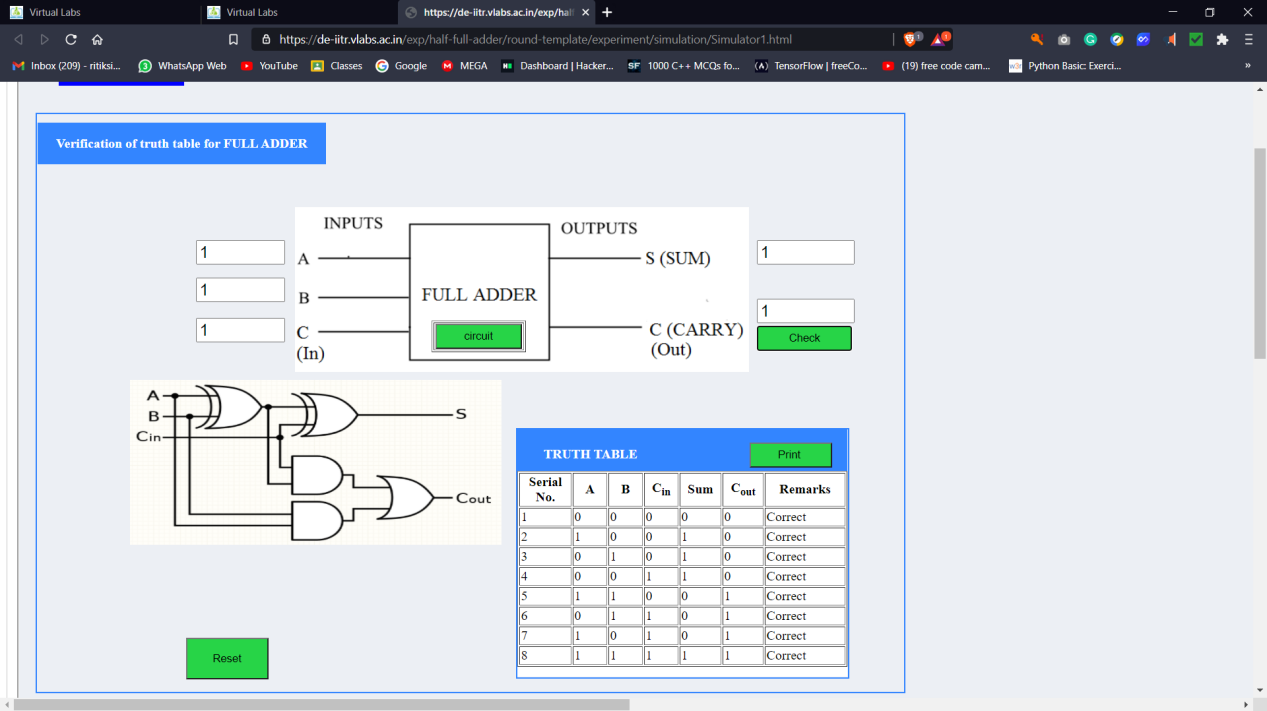 Virtual Labs
Virtual Labs
https://de-iitr.vlabs.ac.in/exp/hal
https://de-iitr.vlabs.ac.in/exp/half-full-adder/round-template/experiment/simulation/Simulator1.html
Inbox (209) - ritiksi...
WhatsApp Web
YouTube
Classes
Google
MEGA
Dashboard | Hacker...
1000 C++ MCQs fo...
TensorFlow | freeCo...
(19) free code cam...
Python Basic: Exerci...
Verification of truth table for FULL ADDER
INPUTS
OUTPUTS
1
A
S (SUM)
1
1
B
FULL ADDER
1
1
C
(In)
circuit
C (CARRY)
(Out)
Check
A
B
Cin
S
Cout
TRUTH TABLE
Print
Serial No. A B Cin Sum Cout Remarks
1 0 0 0 0 0 Correct
2 1 0 0 1 0 Correct
3 0 1 0 1 0 Correct
4 0 0 1 1 0 Correct
5 1 1 0 0 1 Correct
6 0 1 1 0 1 Correct
7 1 0 1 0 1 Correct
8 1 1 1 1 1 Correct
Reset